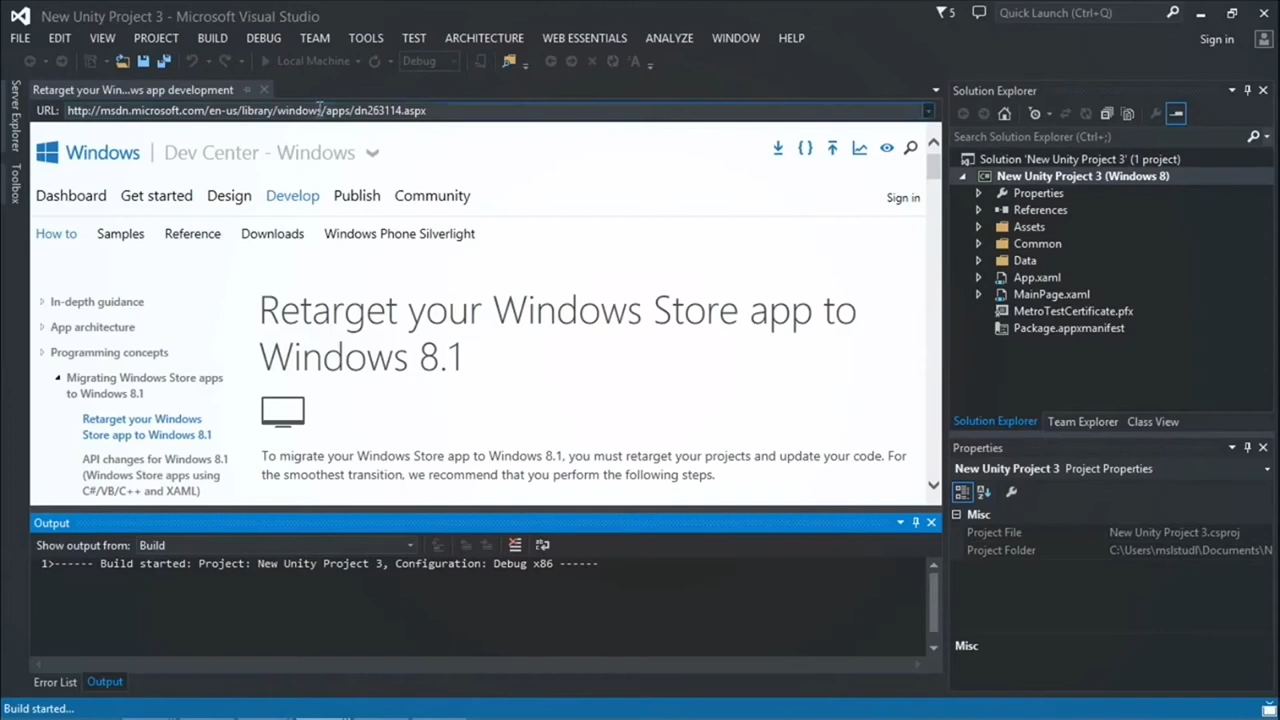 New Unity Project 3 - Microsoft Visual Studio
5
Quick Launch (Ctrl+Q)
FILE EDIT VIEW PROJECT BUILD DEBUG TEAM TOOLS TEST ARCHITECTURE WEB ESSENTIALS ANALYZE WINDOW HELP
Sign in
Local Machine
Debug
Server Explorer
Toolbox
Retarget your Win...ws app development
URL: http://msdn.microsoft.com/en-us/library/windows/apps/dn263114.aspx
Windows | Dev Center - Windows
Dashboard Get started Design Develop Publish Community
Sign in
How to Samples Reference Downloads Windows Phone Silverlight
In-depth guidance
App architecture
Programming concepts
Migrating Windows Store apps
to Windows 8.1
Retarget your Windows
Store app to Windows 8.1
API changes for Windows 8.1
(Windows Store apps using
C#/VB/C++ and XAML)
Retarget your Windows Store app to
Windows 8.1
To migrate your Windows Store app to Windows 8.1, you must retarget your projects and update your code. For
the smoothest transition, we recommend that you perform the following steps.
Output
Show output from: Build
1>------ Build started: Project: New Unity Project 3, Configuration: Debug x86 ------
Error List Output
Build started...
Solution Explorer
Search Solution Explorer (Ctrl+;)
Solution 'New Unity Project 3' (1 project)
New Unity Project 3 (Windows 8)
Properties
References
Assets
Common
Data
App.xaml
MainPage.xaml
MetroTestCertificate.pfx
Package.appxmanifest
Solution Explorer Team Explorer Class View
Properties
New Unity Project 3 Project Properties
Misc
Project File New Unity Project 3.csproj
Project Folder C:\Users\mslstudl\Documents\N
Misc